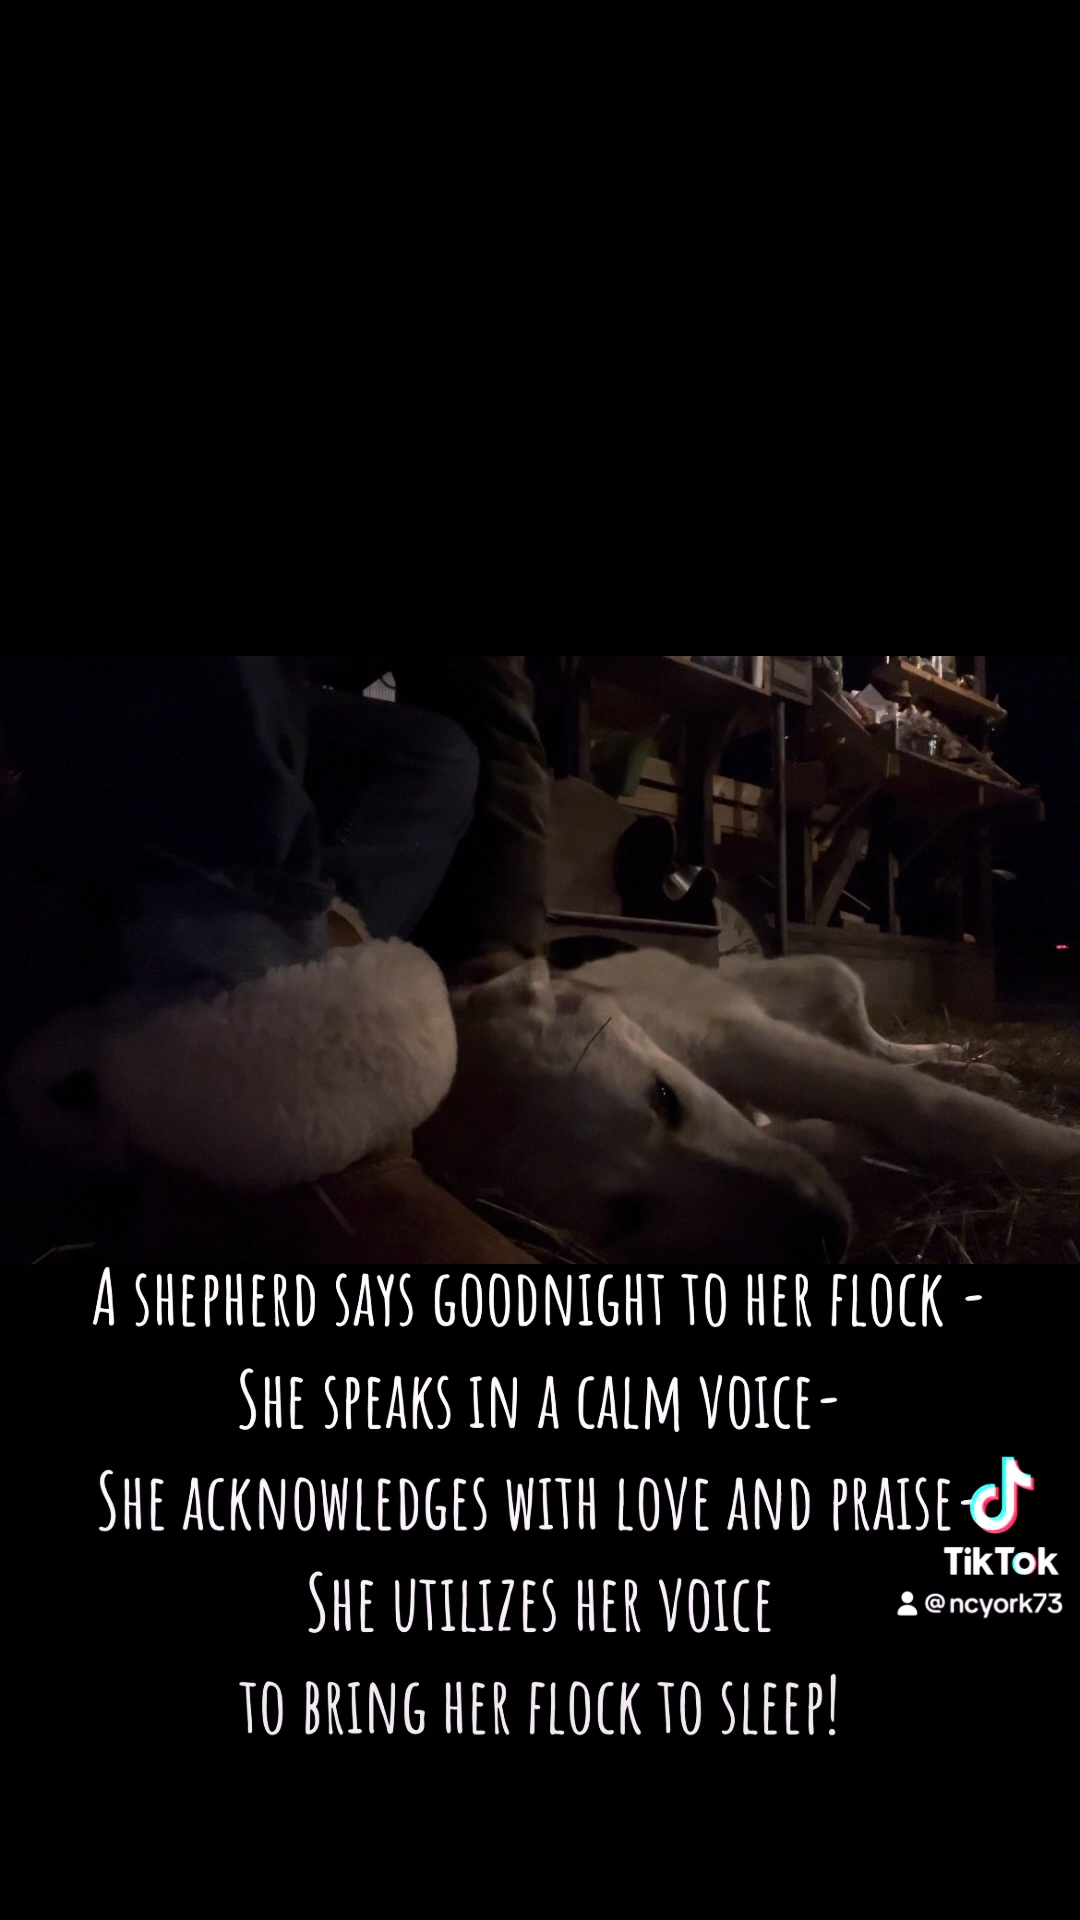 A shepherd says goodnight to her flock -
She speaks in a calm voice-
She acknowledges with love and praise-
She utilizes her voice
to bring her flock to sleep!
TikTok
@ncyork73